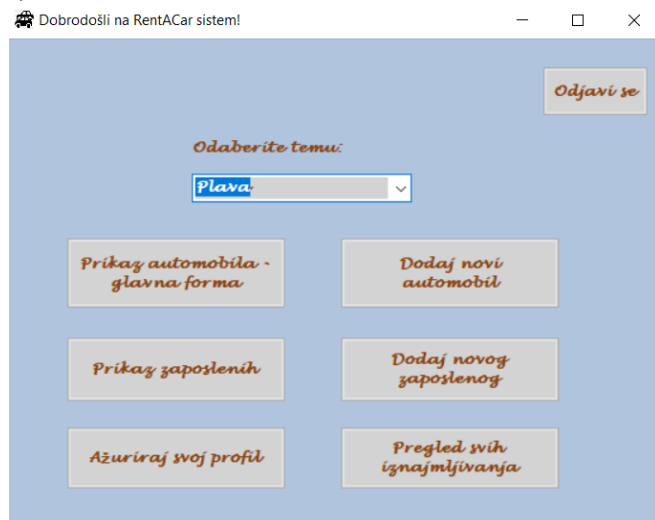 Dobrodošli na RentACar sistem!
Odjavi se
Odaberite temu:
Plava
Prikaz automobila -
glavna forma
Dodaj novi
automobil
Prikaz zaposlenih
Dodaj novog
zaposlenog
Ažuriraj svoj profil
Pregled svih
iznajmljivanja